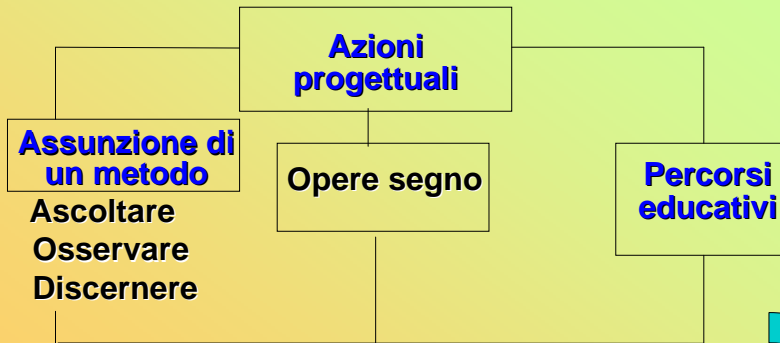 Azioni
progettuali
Assunzione di
un metodo
Ascoltare
Osservare
Discernere
Opere segno
Percorsi
educativi